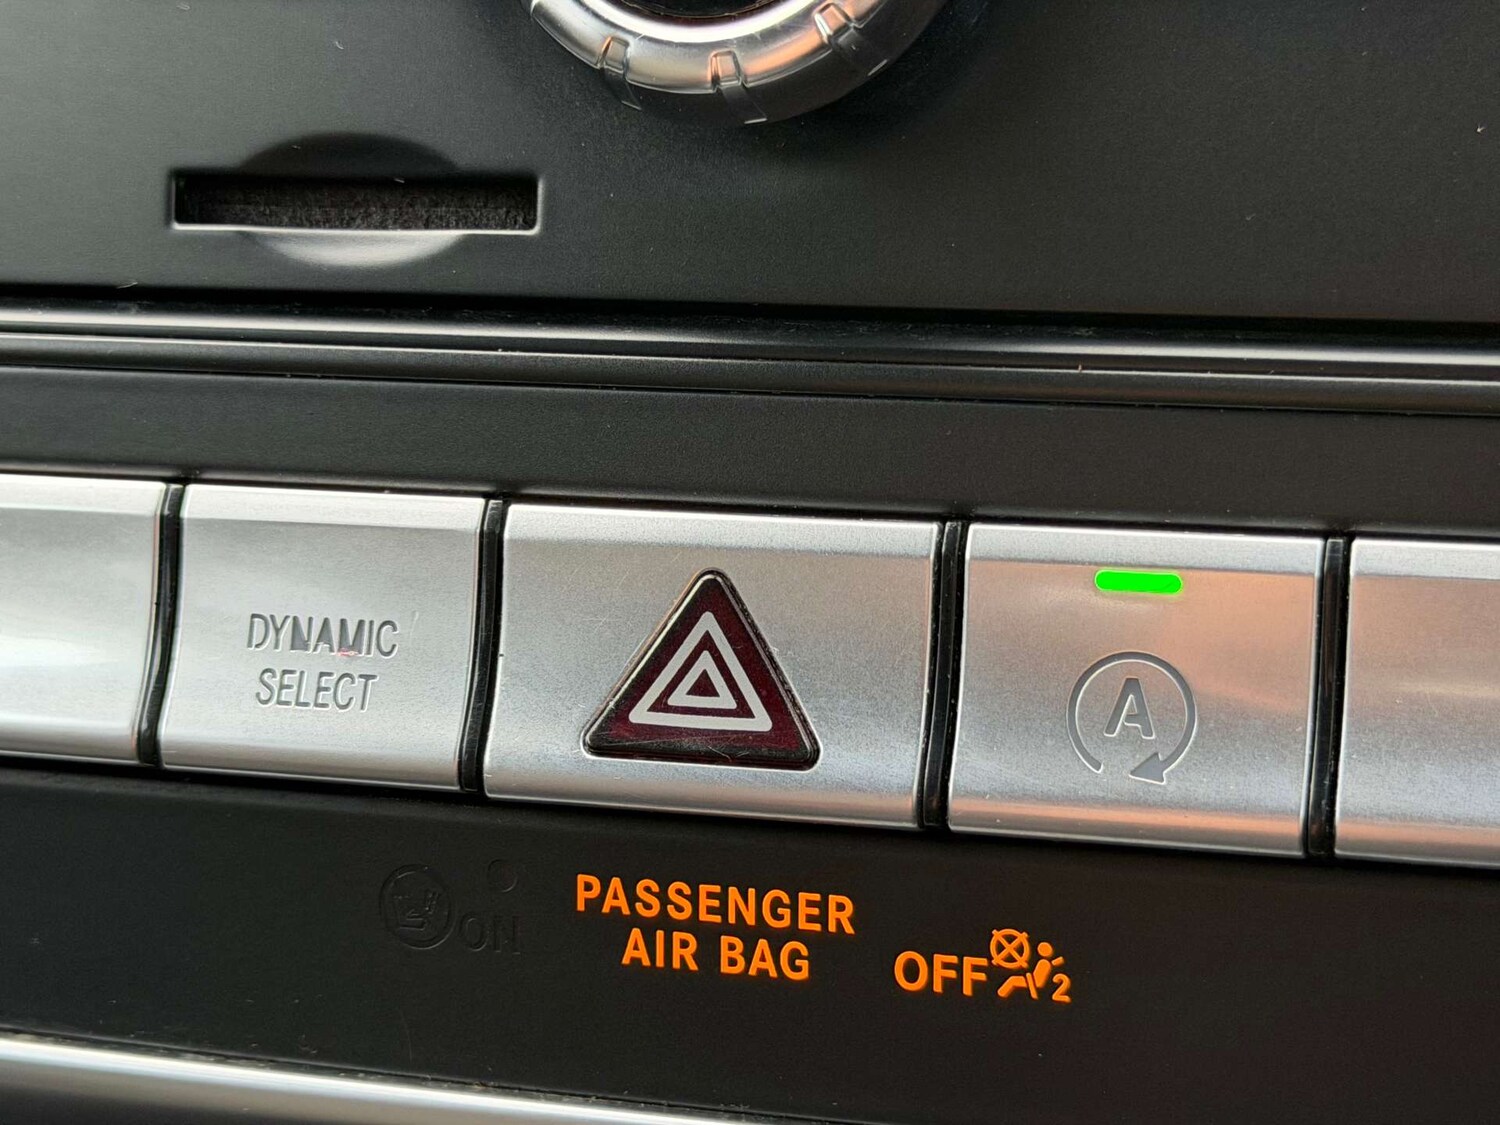 DYNAMIC
SELECT
A
ON
PASSENGER
AIR BAG
OFF 2